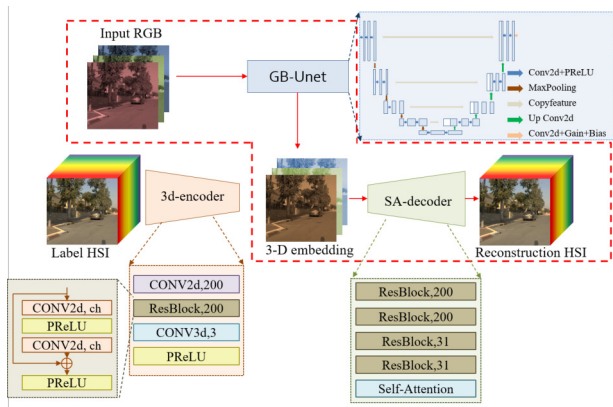 Input RGB
GB-Unet
Conv2d+PReLU
MaxPooling
Copyfeature
Up Conv2d
Conv2d+Gain+Bias
3d-encoder
SA-decoder
Label HSI
3-D embedding
Reconstruction HSI
CONV2d, ch
PReLU
CONV2d, ch
PReLU
CONV2d,200
ResBlock,200
CONV3d,3
PReLU
ResBlock,200
ResBlock,200
ResBlock,31
ResBlock,31
Self-Attention